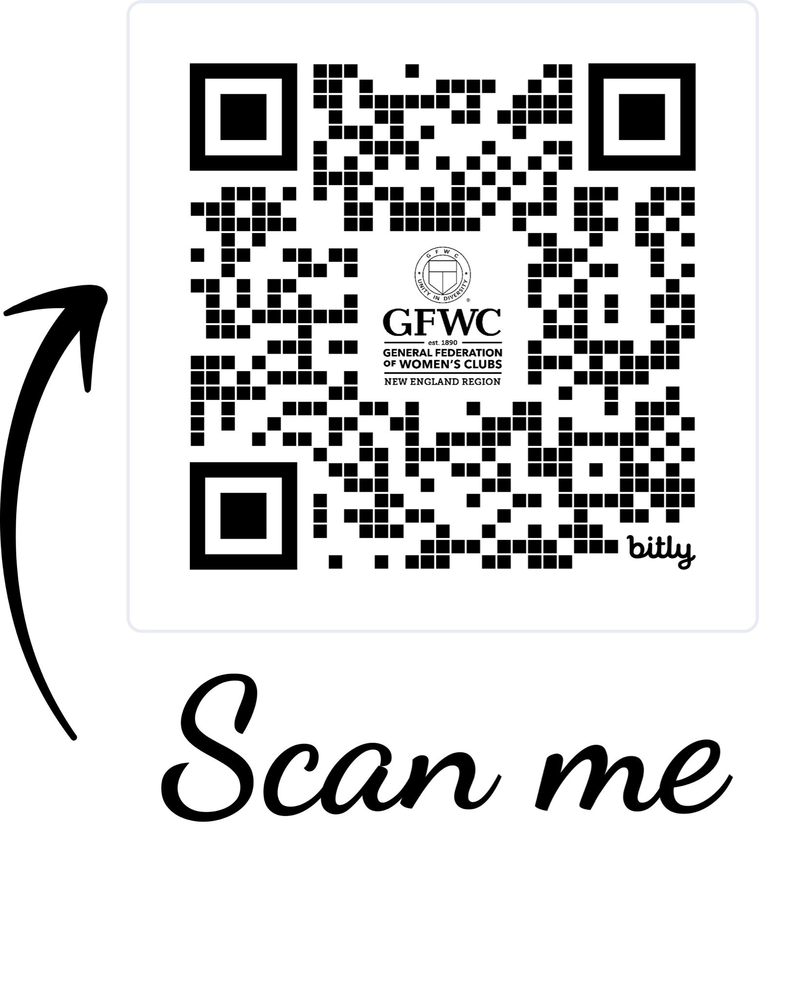 G F W C
UNITY IN DIVERSITY
®
GFWC
est. 1890
GENERAL FEDERATION
OF WOMEN'S CLUBS
NEW ENGLAND REGION
bitly
Scan me